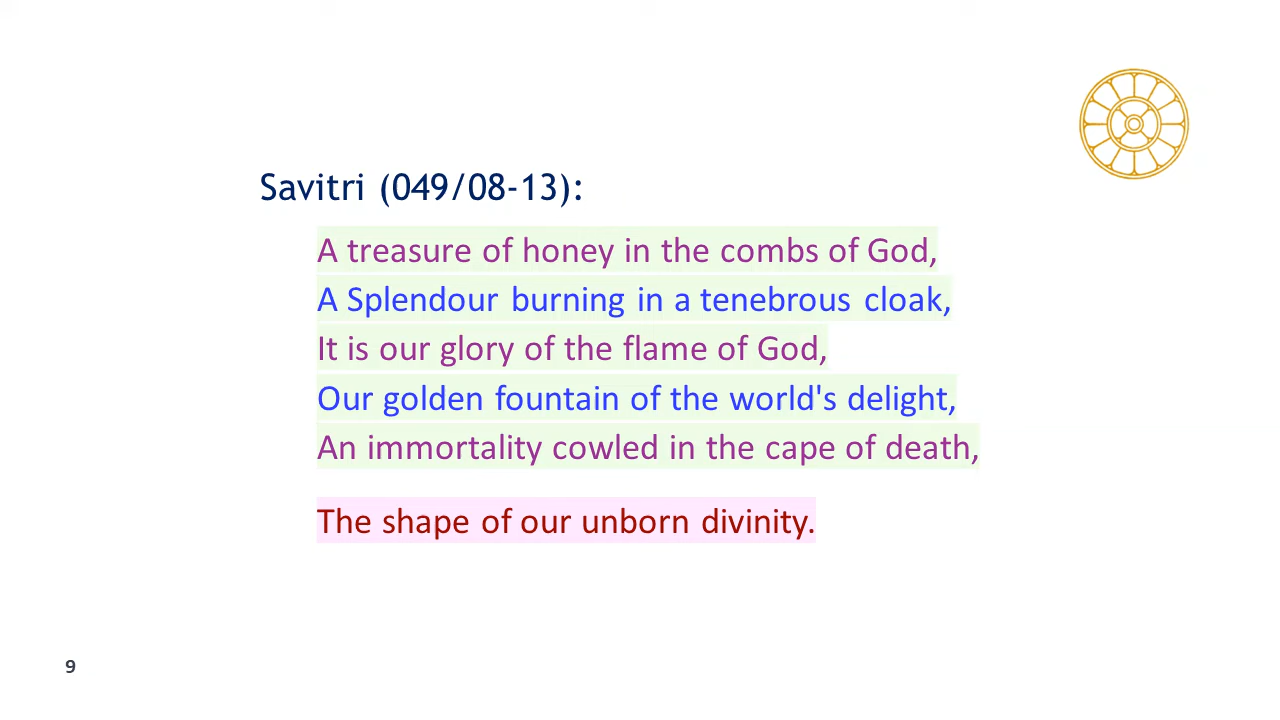 Savitri (049/08-13):
A treasure of honey in the combs of God,
A Splendour burning in a tenebrous cloak,
It is our glory of the flame of God,
Our golden fountain of the world's delight,
An immortality cowled in the cape of death,
The shape of our unborn divinity.
9